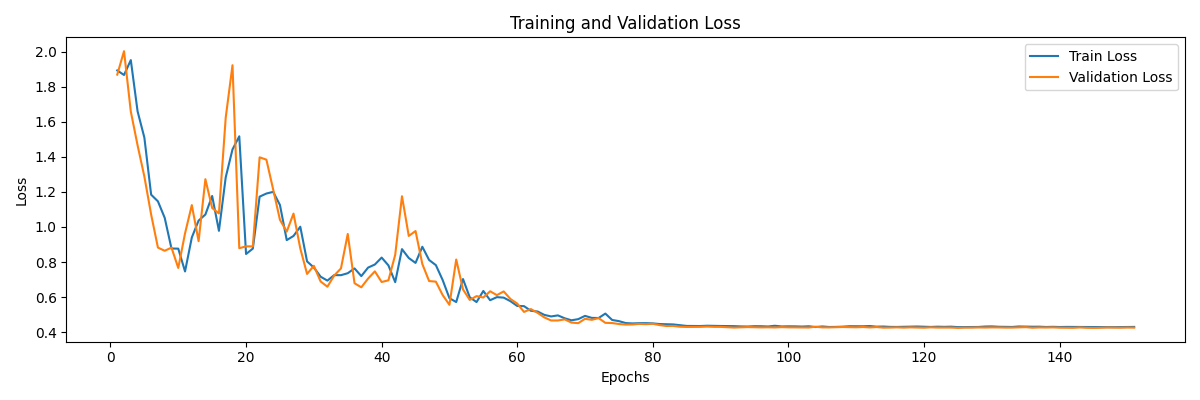 Training and Validation Loss
Train Loss
Validation Loss
2.0
1.8
1.6
1.4
1.2
1.0
0.8
0.6
0.4
Loss
0 20 40 60 80 100 120 140
Epochs